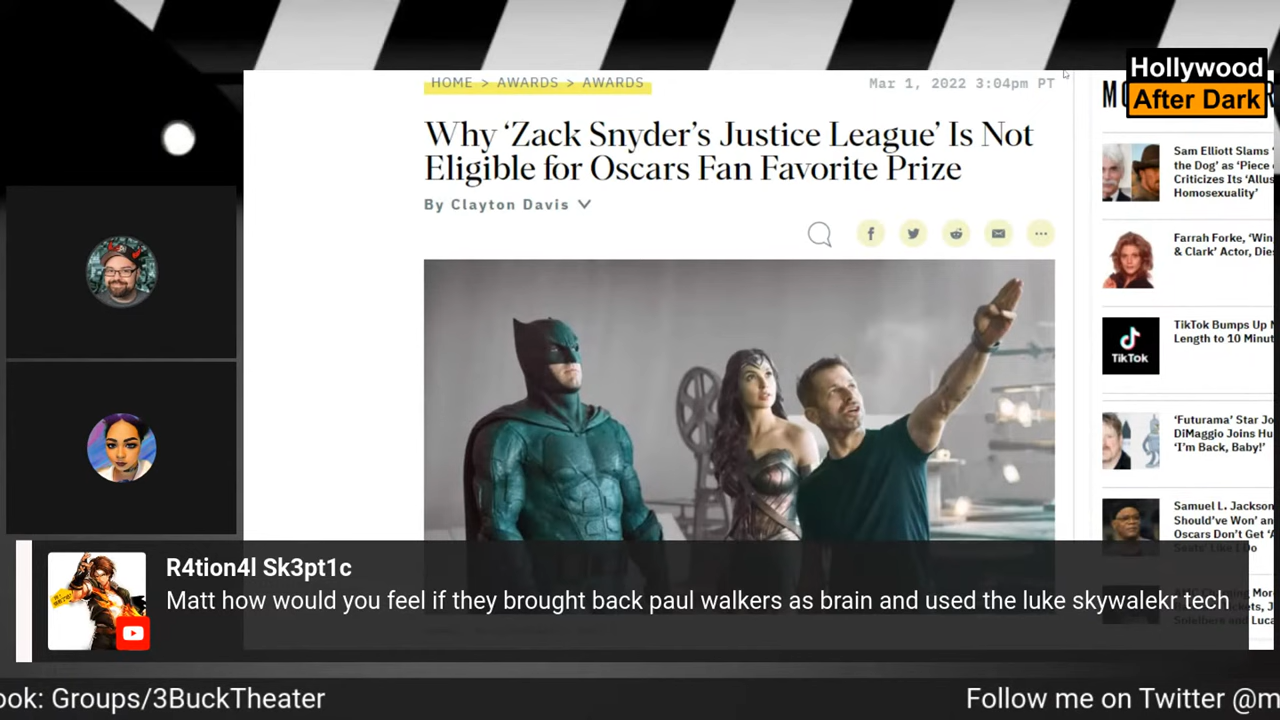 HOME > AWARDS > AWARDS
Mar 1, 2022 3:04pm PT
Why ‘Zack Snyder’s Justice League’ Is Not
Eligible for Oscars Fan Favorite Prize
By Clayton Davis
Hollywood
After Dark
Sam Elliott Slams
the Dog’ as ‘Piece
Criticizes Its ‘Allus
Homosexuality’
Farrah Forke, ‘Win
& Clark’ Actor, Die
TikTok
TikTok Bumps Up
Length to 10 Minut
‘Futurama’ Star Jo
DiMaggio Joins Hu
‘I’m Back, Baby!’
Samuel L. Jackson
Should’ve Won’ an
Oscars Don’t Get
R4tion4l Sk3pt1c
Matt how would you feel if they brought back paul walkers as brain and used the luke skywalekr tech
ook: Groups/3BuckTheater
Follow me on Twitter @m